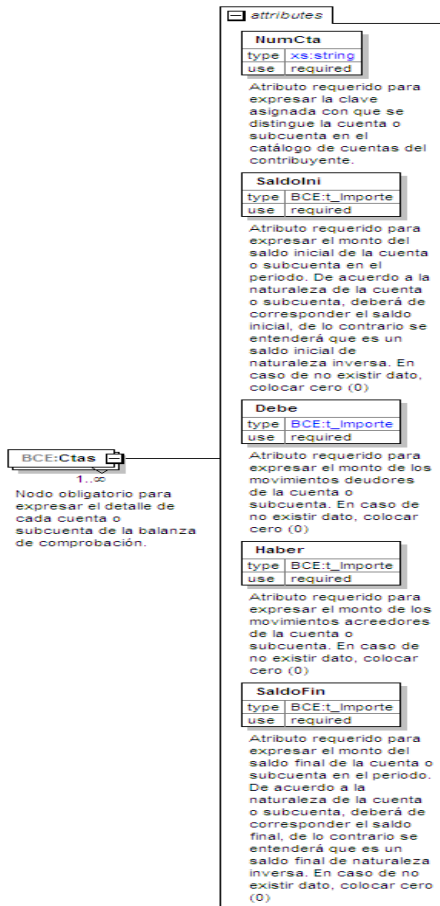 attributes
NumCta
type xs:string
use required
Atributo requerido para
expresar la clave
asignada con que se
distingue la cuenta o
subcuenta en el
catálogo de cuentas del
contribuyente.
SaldoIni
type BCE:t_Importe
use required
Atributo requerido para
expresar el monto del
saldo inicial de la cuenta
o subcuenta en el
periodo. De acuerdo a la
naturaleza de la cuenta
o subcuenta, deberá de
corresponder el saldo
inicial, de lo contrario se
entenderá que es un
saldo inicial de
naturaleza inversa. En
caso de no existir dato,
colocar cero (0)
Debe
type BCE:t_Importe
use required
Atributo requerido para
expresar el monto de los
movimientos deudores
de la cuenta o
subcuenta. En caso de
no existir dato, colocar
cero (0)
Haber
type BCE:t_Importe
use required
Atributo requerido para
expresar el monto de los
movimientos acreedores
de la cuenta o
subcuenta. En caso de
no existir dato, colocar
cero (0)
SaldoFin
type BCE:t_Importe
use required
Atributo requerido para
expresar el monto del
saldo final de la cuenta o
subcuenta en el periodo.
De acuerdo a la
naturaleza de la cuenta
o subcuenta, deberá de
corresponder el saldo
final, de lo contrario se
entenderá que es un
saldo final de naturaleza
inversa. En caso de no
existir dato, colocar cero
(0)
BCE:Ctas
1..∞
Nodo obligatorio para
expresar el detalle de
cada cuenta o
subcuenta de la balanza
de comprobación.